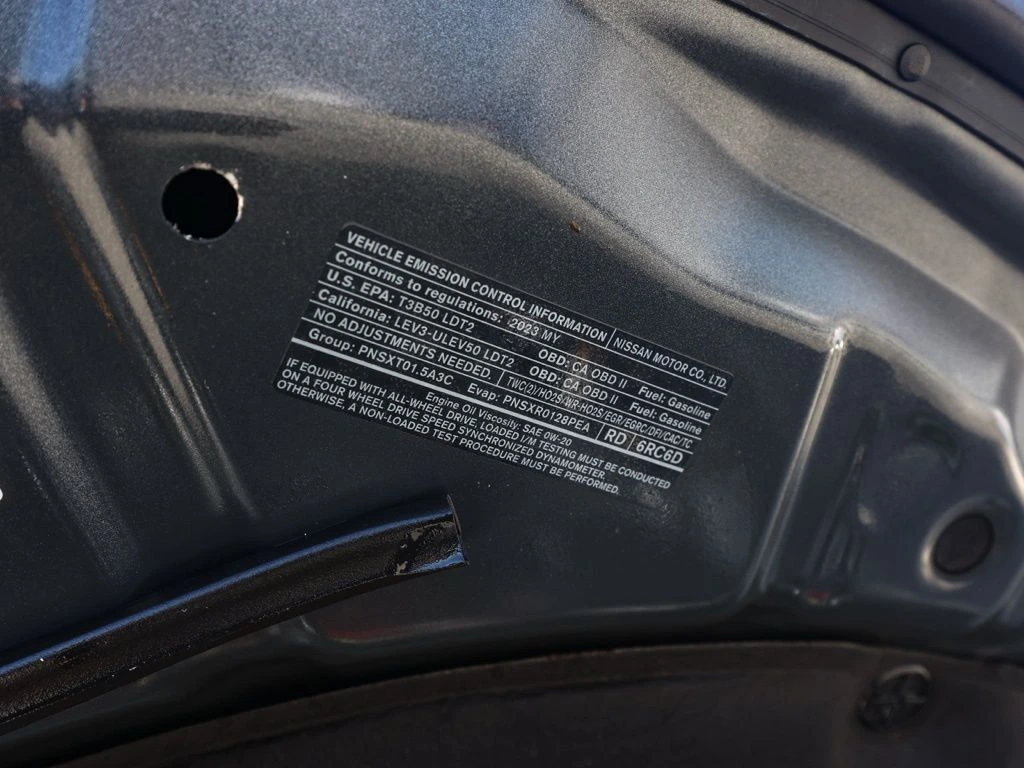 VEHICLE EMISSION CONTROL INFORMATION NISSAN MOTOR CO., LTD.
Conforms to regulations: 2023 MY
U.S. EPA: T3B50 LDT2 OBD: CA OBD II Fuel: Gasoline
California: LEV3-ULEV50 LDT2 OBD: CA OBD II Fuel: Gasoline
NO ADJUSTMENTS NEEDED TWC(2)/HO2S/WR-HO2S/EGR/EGRC/DFI/CAC/TC
Group: PNSXT01.5A3C Evap: PNSXR0128PEA RD 6RC6D
Engine Oil Viscosity: SAE 0W-20
IF EQUIPPED WITH ALL-WHEEL DRIVE, LOADED I/M TESTING MUST BE CONDUCTED
ON A FOUR WHEEL DRIVE SPEED SYNCHRONIZED DYNAMOMETER.
OTHERWISE, A NON-LOADED TEST PROCEDURE MUST BE PERFORMED.